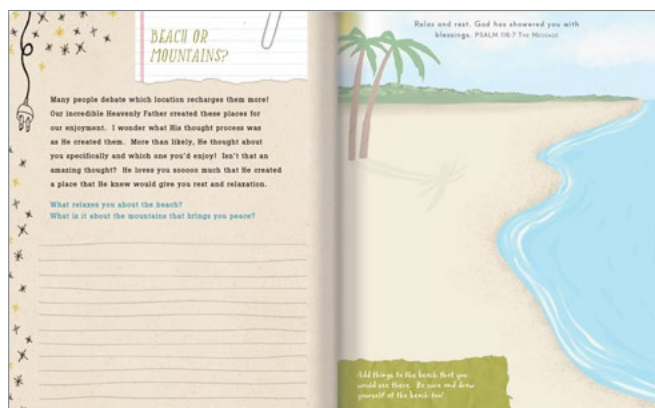 BEACH OR
MOUNTAINS?
Many people debate which location recharges them more!
Our incredible Heavenly Father created these places for
our enjoyment. I wonder what His thought process was
as He created them. More than likely, He thought about
you specifically and which one you'd enjoy! Isn't that an
amazing thought? He loves you sooooo much that He created
a place that He knew would give you rest and relaxation.
What relaxes you about the beach?
What is it about the mountains that brings you peace?
Relax and rest. God has showered you with
blessings. PSALM 116:7 THE MESSAGE
Add things to the beach that you
would see there. Be sure and draw
yourself at the beach too!